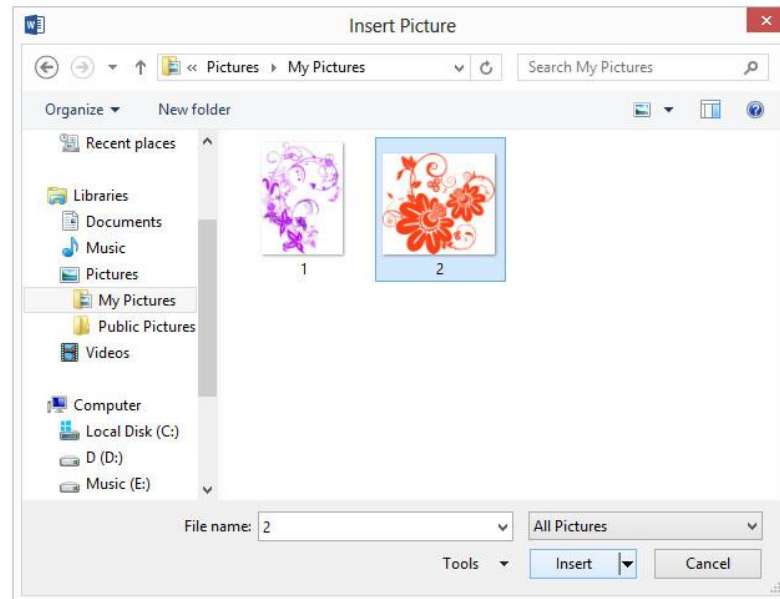 Insert Picture
« Pictures My Pictures
Search My Pictures
Organize
New folder
Recent places
Libraries
Documents
Music
Pictures
My Pictures
Public Pictures
Videos
Computer
Local Disk (C:)
D (D:)
Music (E:)
1
2
File name: 2
All Pictures
Tools
Insert
Cancel